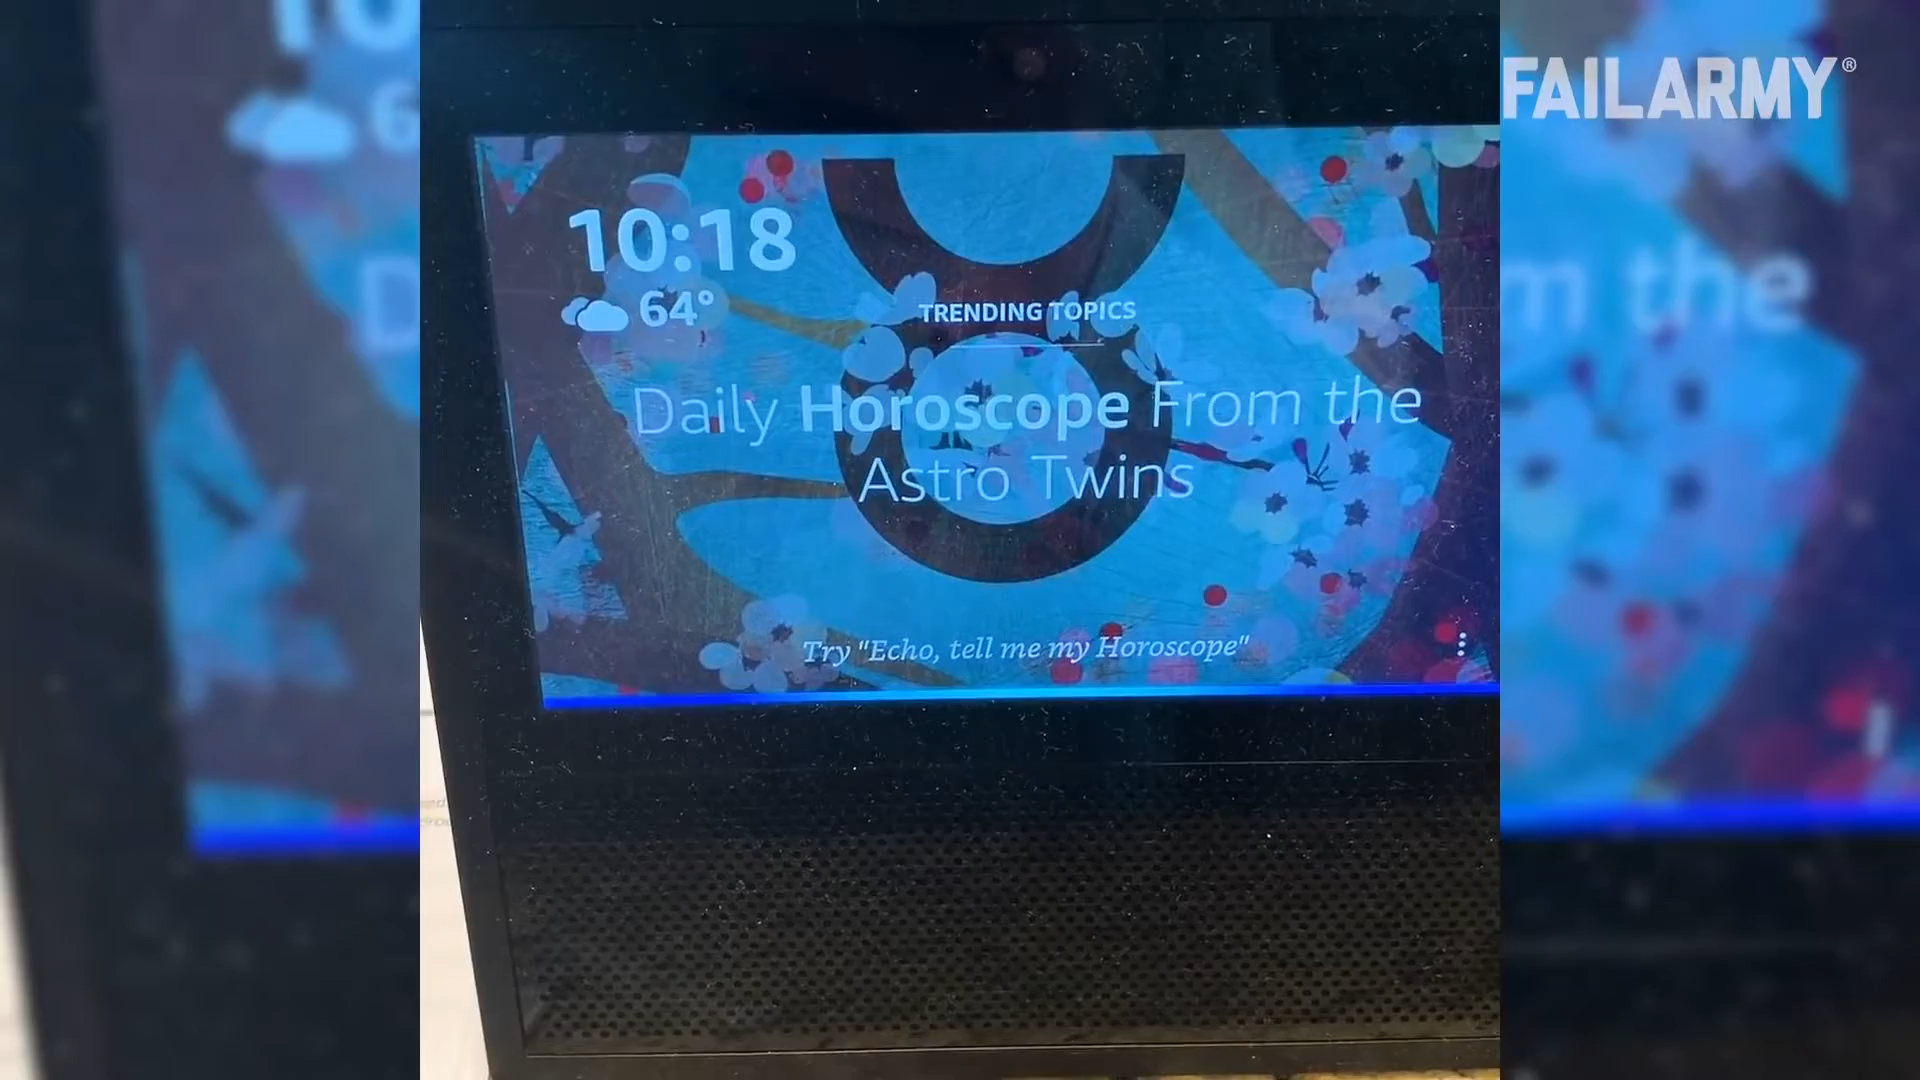 FAILARMY®
10:18
64°
TRENDING TOPICS
Daily Horoscope From the
Astro Twins
Try "Echo, tell me my Horoscope"